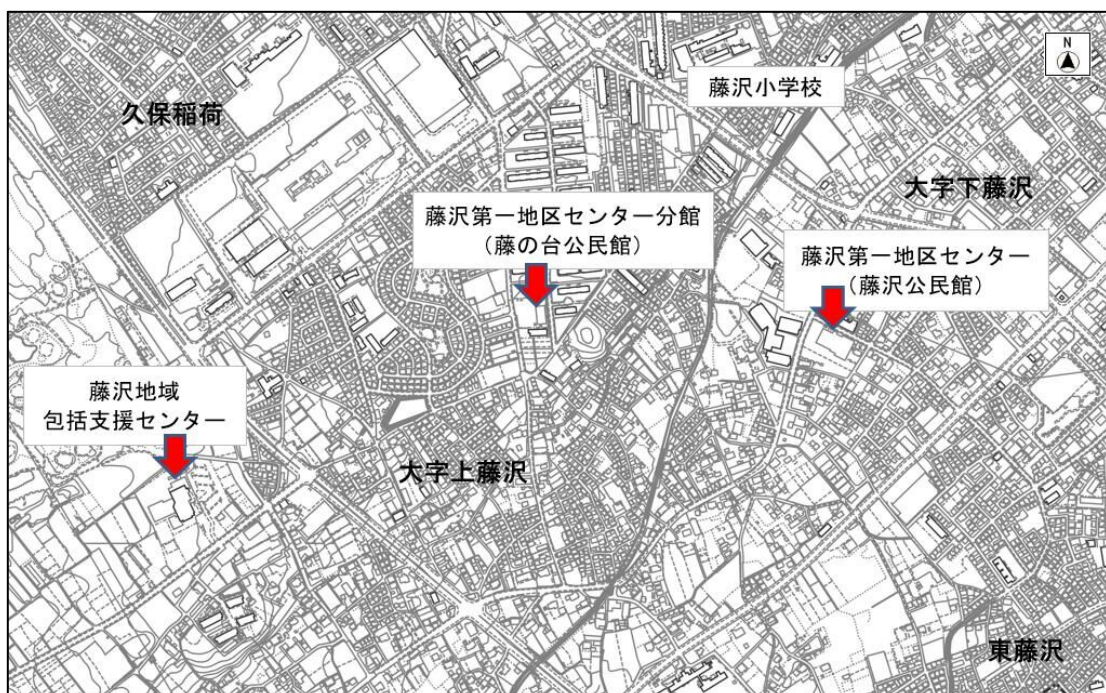 N
藤沢小学校
久保稲荷
大字下藤沢
藤沢第一地区センター分館
（藤の台公民館）
藤沢第一地区センター
（藤沢公民館）
藤沢地域
包括支援センター
大字上藤沢
東藤沢